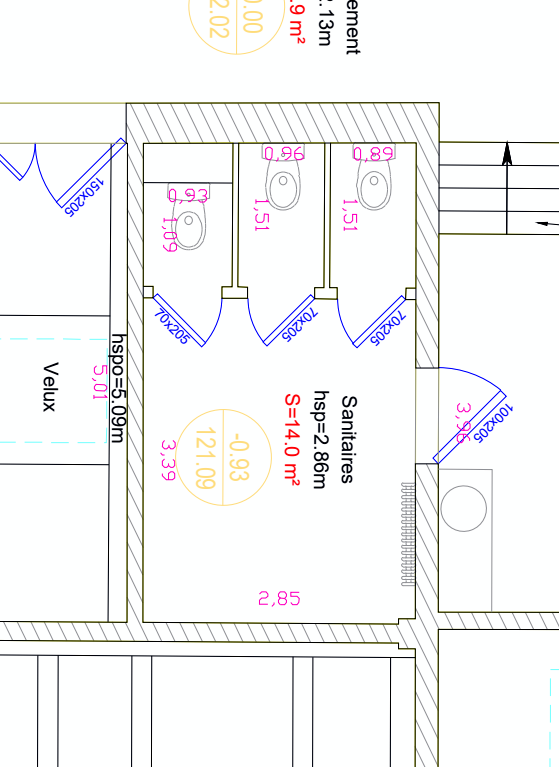 ement
.13m
.9 m²
0.00
2.02
0,96
0,89
0,93
1,09
1,51
1,51
150x205
70x205
70x205
70x205
100x205
3,96
hspo=5.09m
5,01
Velux
Sanitaires
hsp=2.86m
S=14.0 m²
-0.93
121.09
3,39
2,85